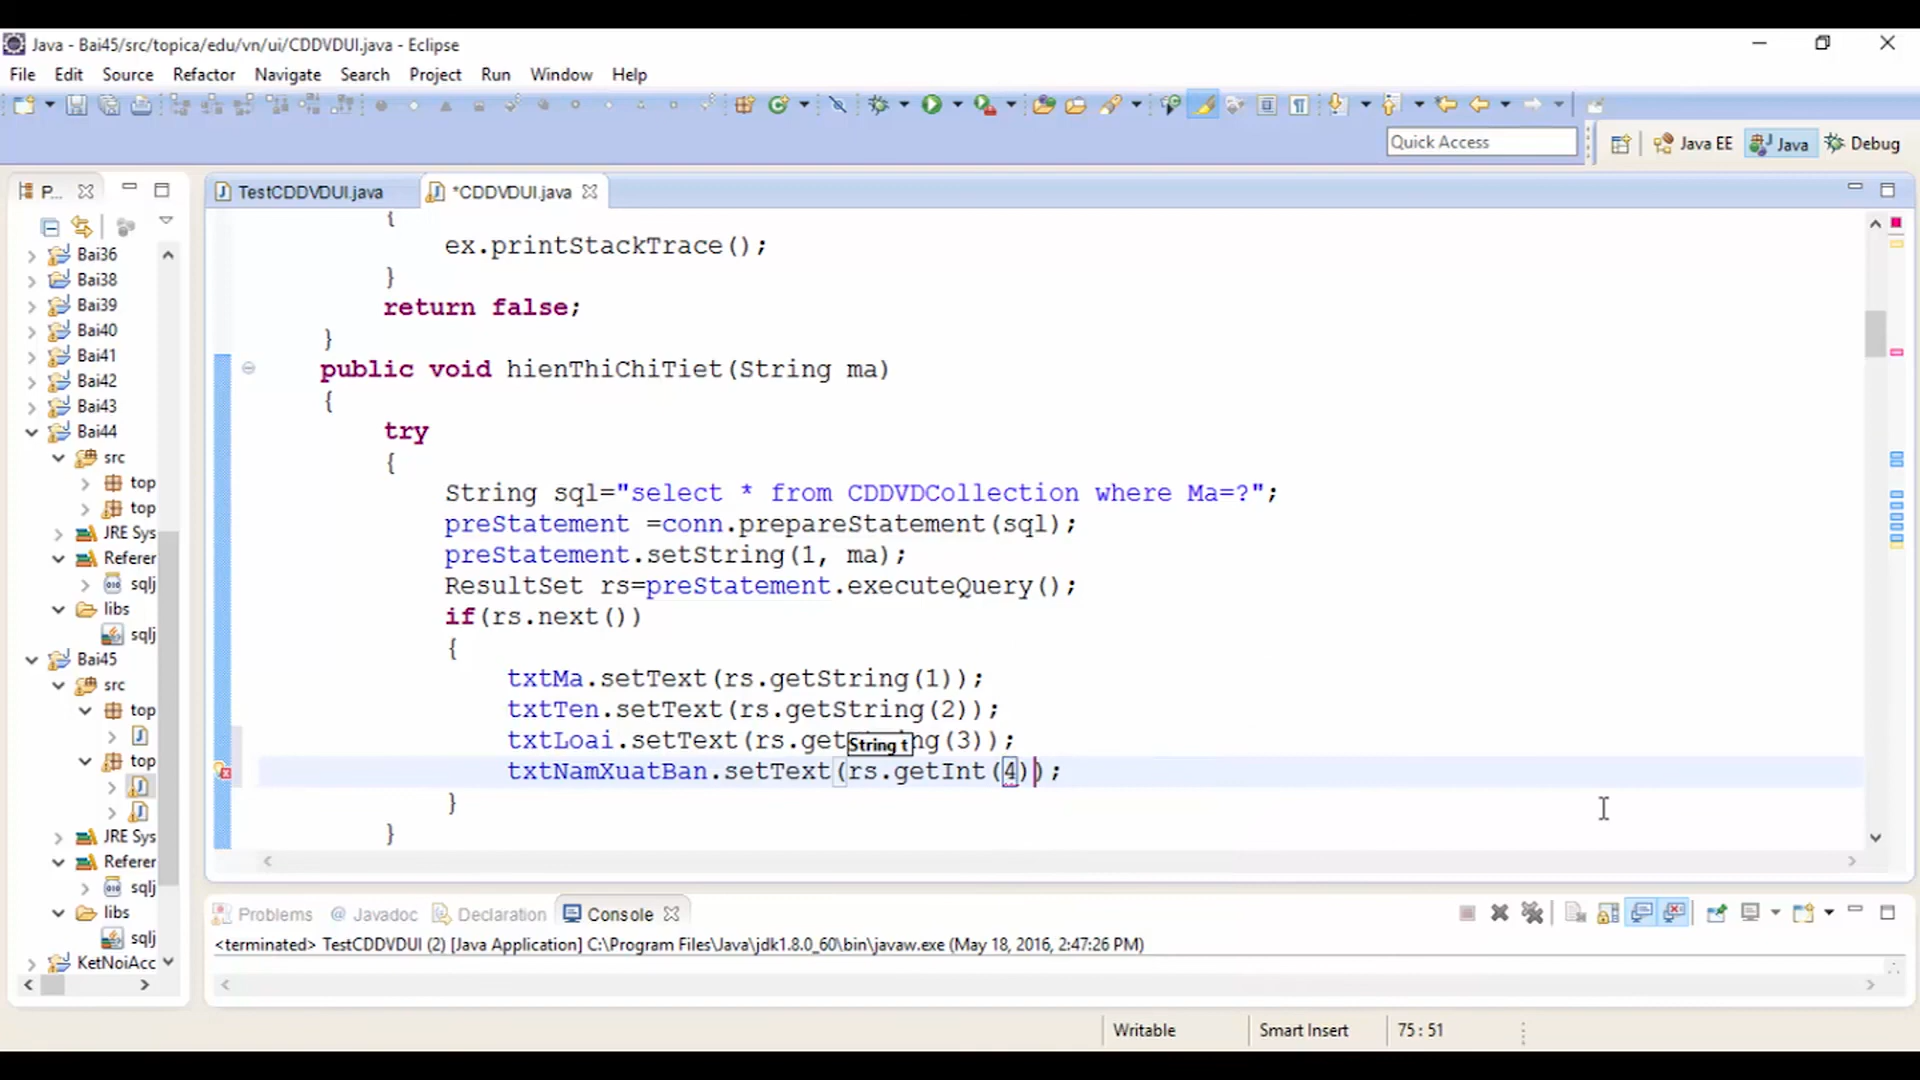 Java - Bai45/src/topica/edu/vn/ui/CDDVDUI.java - Eclipse
File Edit Source Refactor Navigate Search Project Run Window Help
Quick Access
Java EE
Java
Debug
P...
TestCDDVDUI.java
*CDDVDUI.java
Bai36
Bai38
Bai39
Bai40
Bai41
Bai42
Bai43
Bai44
src
top
top
JRE Sys
Referer
sqlj
libs
sqlj
Bai45
src
top
top
JRE Sys
Referer
sqlj
libs
sqlj
KetNoiAcc
{
ex.printStackTrace();
}
return false;
}
public void hienThiChiTiet(String ma)
{
try
{
String sql="select * from CDDVDCollection where Ma=?";
preStatement =conn.prepareStatement(sql);
preStatement.setString(1, ma);
ResultSet rs=preStatement.executeQuery();
if(rs.next())
{
txtMa.setText(rs.getString(1));
txtTen.setText(rs.getString(2));
txtLoai.setText(rs.get ng(3));
String t
txtNamXuatBan.setText(rs.getInt(4));
}
}
Problems @ Javadoc Declaration Console
<terminated> TestCDDVDUI (2) [Java Application] C:\Program Files\Java\jdk1.8.0_60\bin\javaw.exe (May 18, 2016, 2:47:26 PM)
Writable Smart Insert 75 : 51